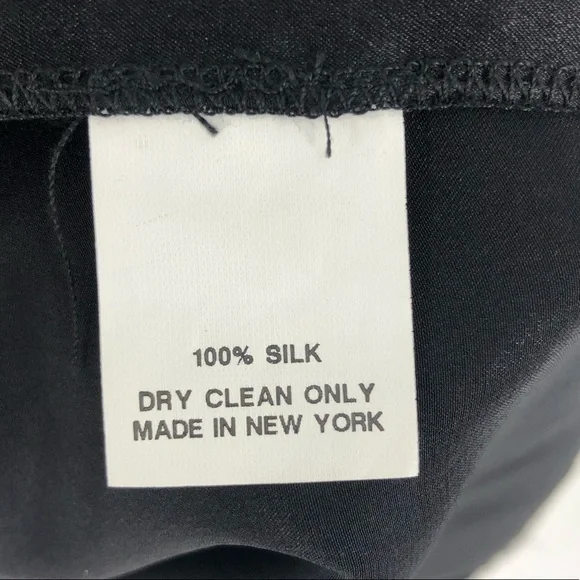 100% SILK
DRY CLEAN ONLY
MADE IN NEW YORK